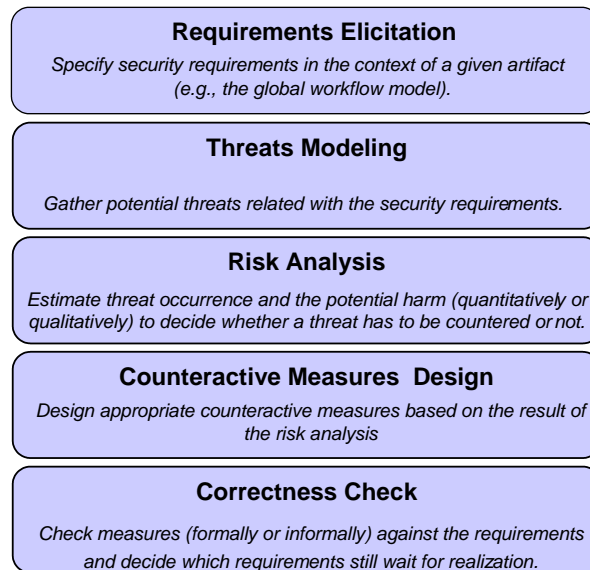 Requirements Elicitation
Specify security requirements in the context of a given artifact
(e.g., the global workflow model).
Threats Modeling
Gather potential threats related with the security requirements.
Risk Analysis
Estimate threat occurrence and the potential harm (quantitatively or
qualitatively) to decide whether a threat has to be countered or not.
Counteractive Measures Design
Design appropriate counteractive measures based on the result of
the risk analysis
Correctness Check
Check measures (formally or informally) against the requirements
and decide which requirements still wait for realization.